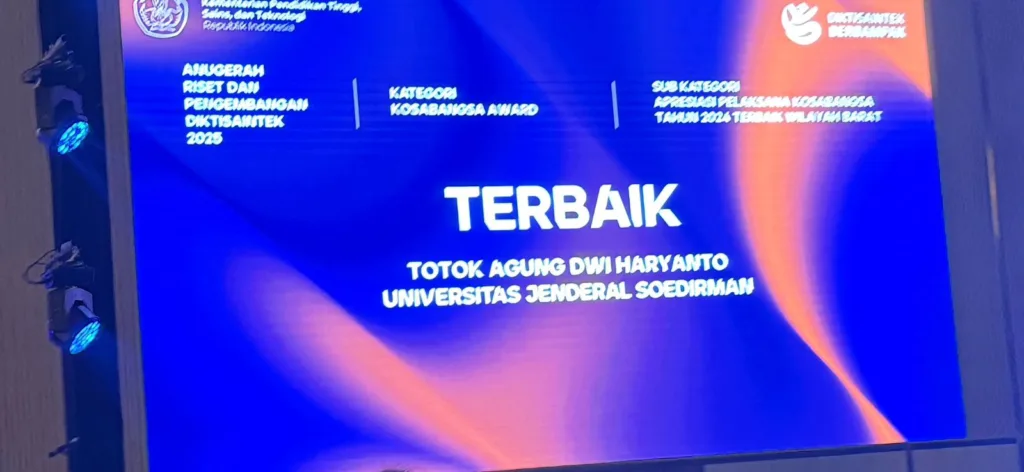 Kementerian Pendidikan Tinggi,
Sains, dan Teknologi
Republik Indonesia
DIKTISAINTEK
BERDAMPAK
ANUGERAH
RISET DAN
PENGEMBANGAN
DIKTISAINTEK
2025
KATEGORI
KOSABANGSA AWARD
SUB KATEGORI
APRESIASI PELAKSANA KOSABANGSA
TAHUN 2024 TERBAIK WILAYAH BARAT
TERBAIK
TOTOK AGUNG DWI HARYANTO
UNIVERSITAS JENDERAL SOEDIRMAN